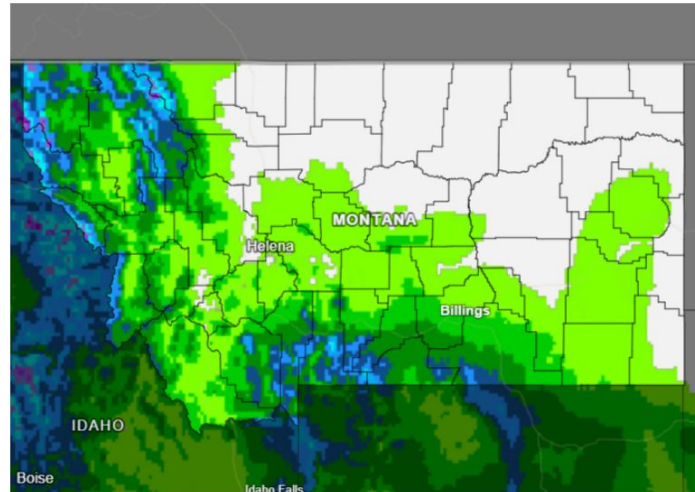 MONTANA
Helena
Billings
IDAHO
Boise
Idaho Falls